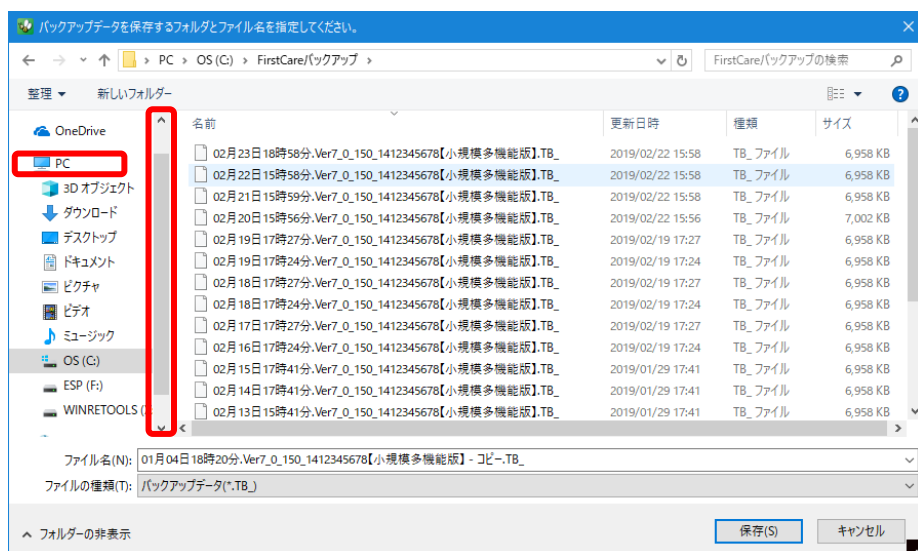 バックアップデータを保存するフォルダとファイル名を指定してください。
PC > OS (C:) > FirstCareバックアップ >
FirstCareバックアップの検索
整理 新しいフォルダー
名前 更新日時 種類 サイズ
OneDrive
PC
3D オブジェクト
ダウンロード
デスクトップ
ドキュメント
ピクチャ
ビデオ
ミュージック
OS (C:)
ESP (F:)
WINRETOOLS
02月23日18時58分.Ver7_0_150_1412345678【小規模多機能版】.TB_ 2019/02/22 15:58 TB_ ファイル 6,958 KB
02月22日15時58分.Ver7_0_150_1412345678【小規模多機能版】.TB_ 2019/02/22 15:58 TB_ ファイル 6,958 KB
02月21日15時59分.Ver7_0_150_1412345678【小規模多機能版】.TB_ 2019/02/22 15:58 TB_ ファイル 6,958 KB
02月20日15時56分.Ver7_0_150_1412345678【小規模多機能版】.TB_ 2019/02/22 15:56 TB_ ファイル 7,002 KB
02月19日17時27分.Ver7_0_150_1412345678【小規模多機能版】.TB_ 2019/02/19 17:27 TB_ ファイル 6,958 KB
02月19日17時24分.Ver7_0_150_1412345678【小規模多機能版】.TB_ 2019/02/19 17:24 TB_ ファイル 6,958 KB
02月18日17時27分.Ver7_0_150_1412345678【小規模多機能版】.TB_ 2019/02/19 17:27 TB_ ファイル 6,958 KB
02月18日17時24分.Ver7_0_150_1412345678【小規模多機能版】.TB_ 2019/02/19 17:24 TB_ ファイル 6,958 KB
02月17日17時27分.Ver7_0_150_1412345678【小規模多機能版】.TB_ 2019/02/19 17:27 TB_ ファイル 6,958 KB
02月16日17時24分.Ver7_0_150_1412345678【小規模多機能版】.TB_ 2019/02/19 17:24 TB_ ファイル 6,958 KB
02月15日17時41分.Ver7_0_150_1412345678【小規模多機能版】.TB_ 2019/01/29 17:41 TB_ ファイル 6,958 KB
02月14日17時41分.Ver7_0_150_1412345678【小規模多機能版】.TB_ 2019/01/29 17:41 TB_ ファイル 6,958 KB
02月13日15時41分.Ver7_0_150_1412345678【小規模多機能版】.TB_ 2019/01/29 17:41 TB_ ファイル 6,958 KB
ファイル名(N): 01月04日18時20分.Ver7_0_150_1412345678【小規模多機能版】 - コピー.TB_
ファイルの種類(T): バックアップデータ(*.TB_)
フォルダーの非表示 保存(S) キャンセル